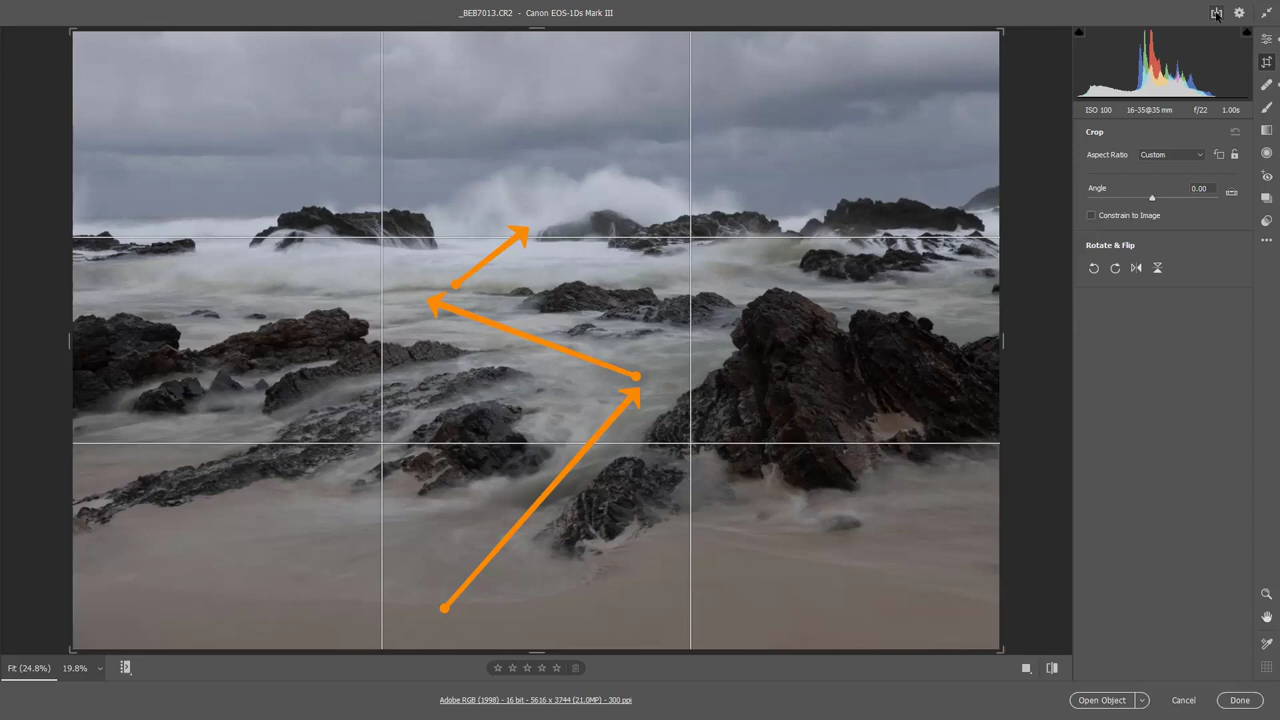 _BEB7013.CR2 - Canon EOS-1Ds Mark III
ISO 100 16-35@35 mm f/22 1.00s
Crop
Aspect Ratio Custom
Angle 0.00
Constrain to Image
Rotate & Flip
Fit (24.8%) 19.8%
Adobe RGB (1998) - 16 bit - 5616 x 3744 (21.0MP) - 300 ppi
Open Object Cancel Done